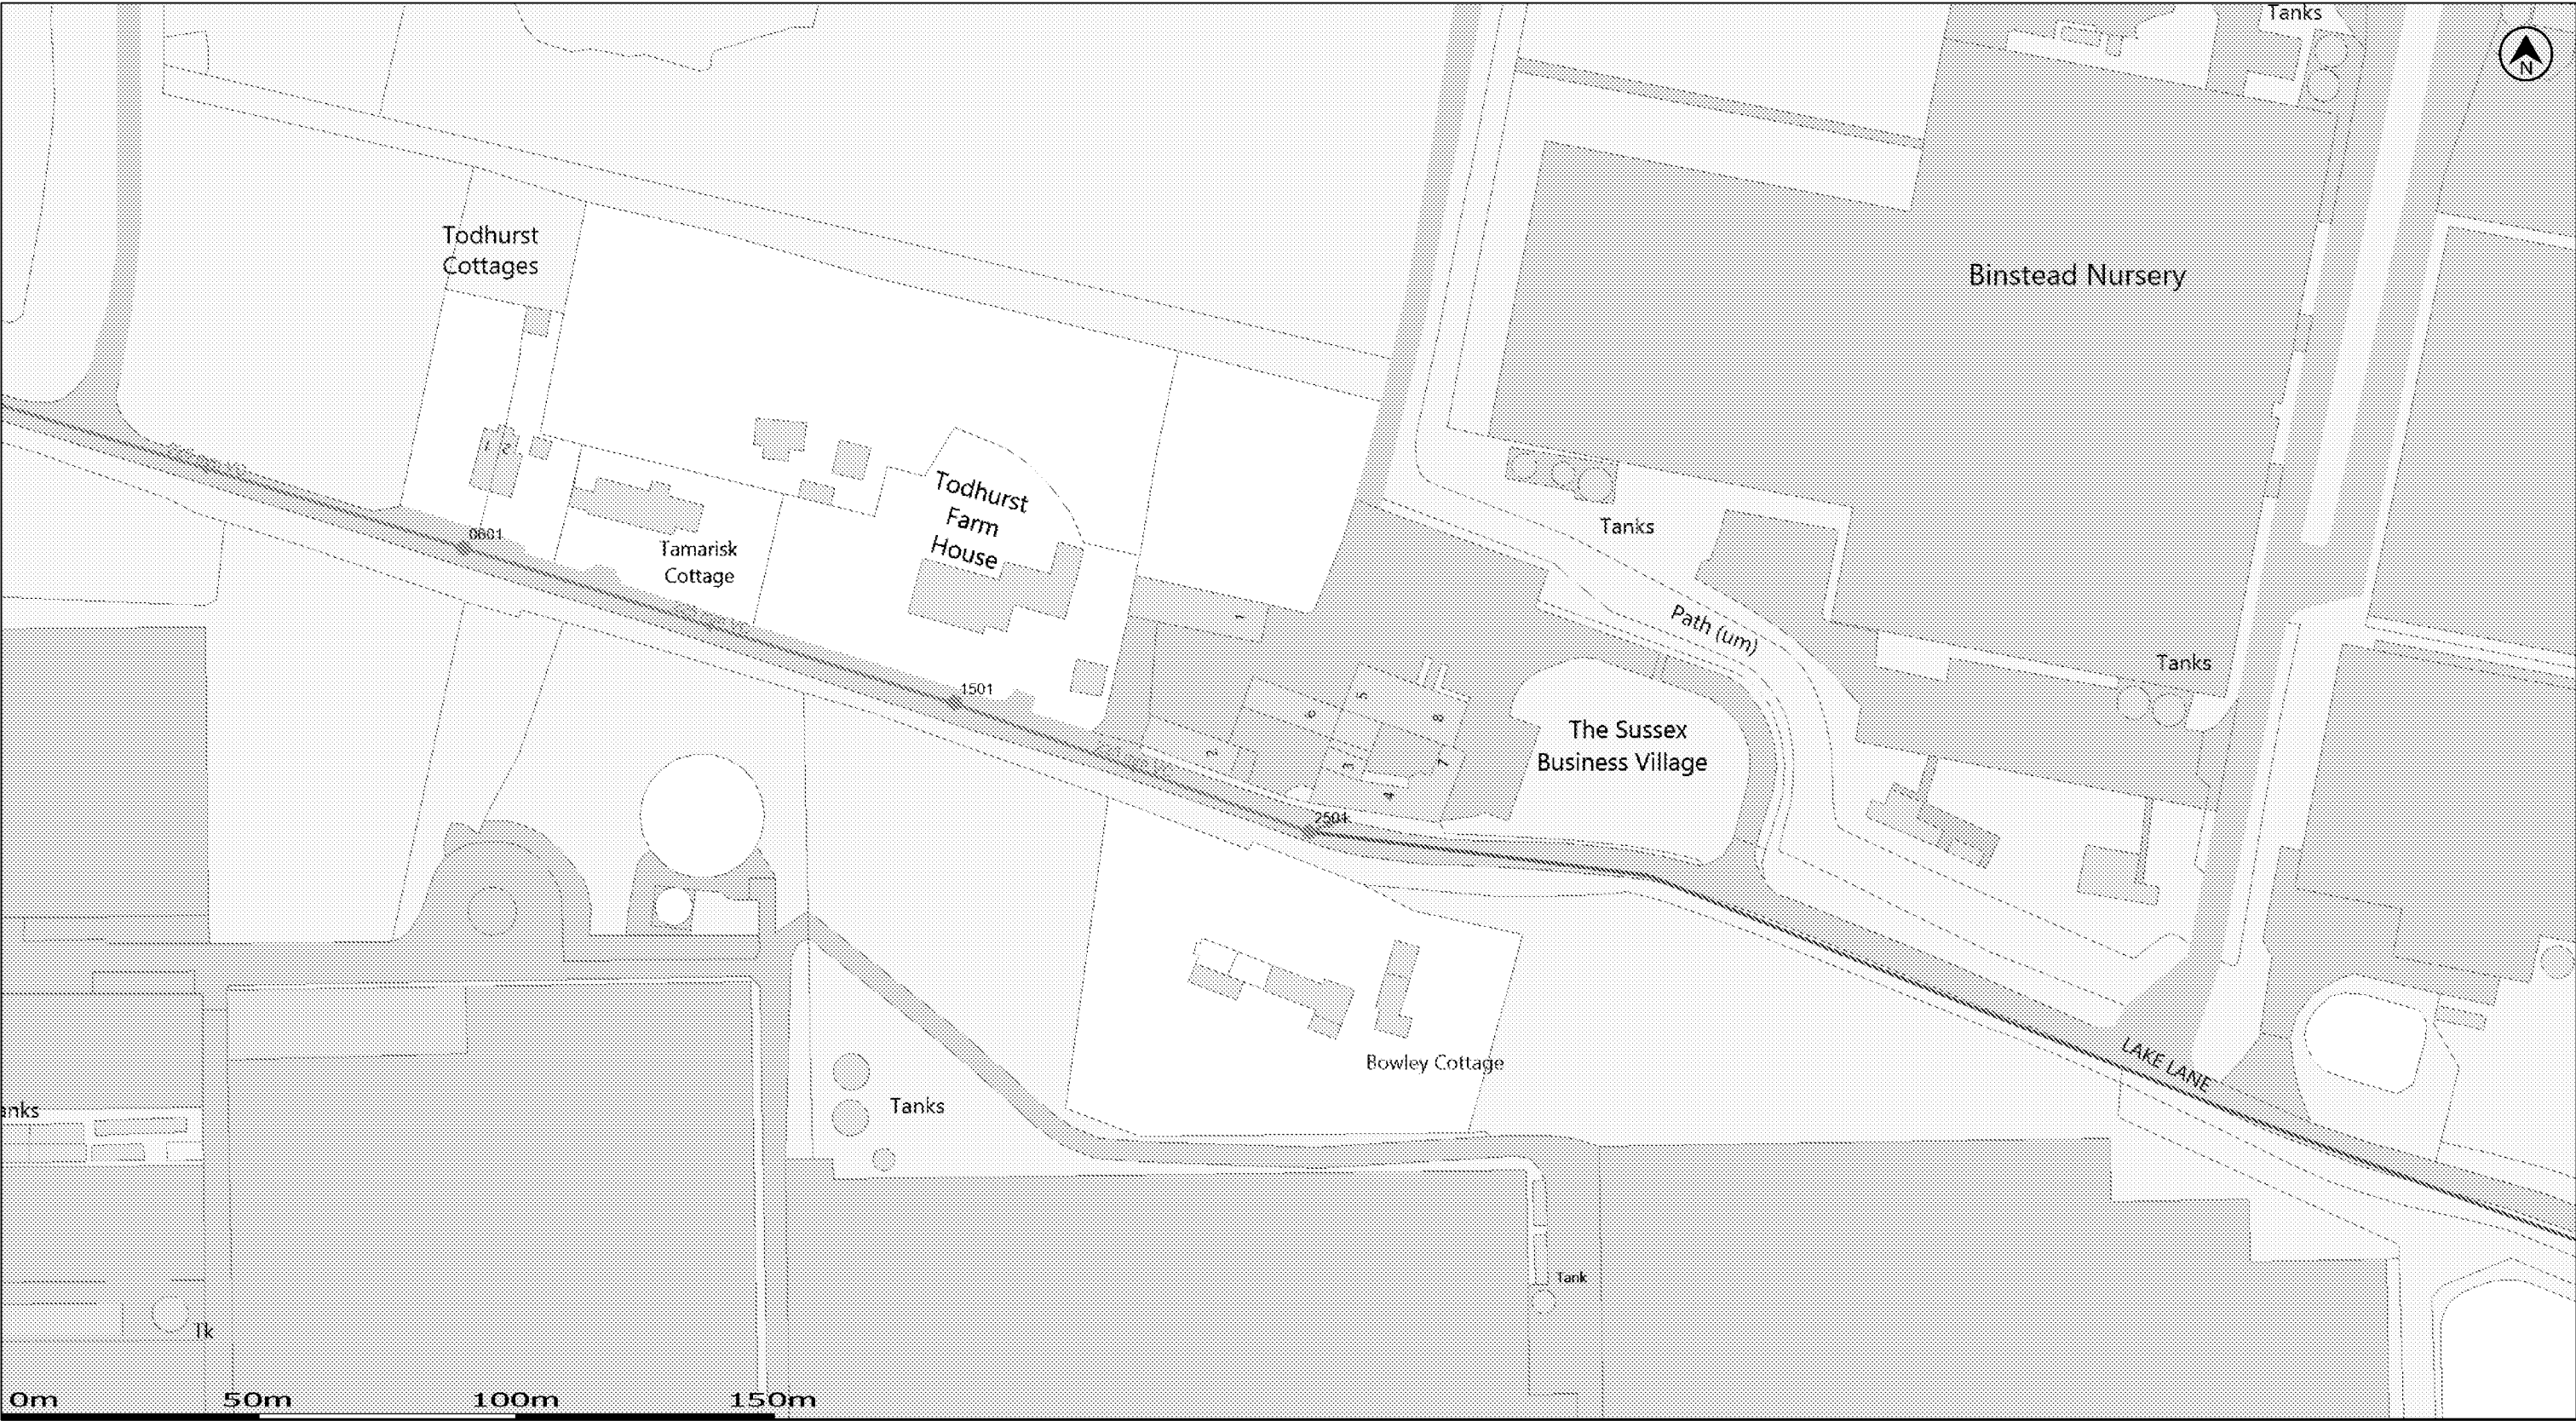 Tanks
N
Todhurst
Cottages
Binstead Nursery
1
2
0601
Tamarisk
Cottage
Todhurst
Farm
House
Tanks
Path (um)
1
Tanks
1501
5
6
8
2
3
7
4
The Sussex
Business Village
2501
Bowley Cottage
LAKE LANE
Tanks
anks
Tank
Tk
0m
50m
100m
150m